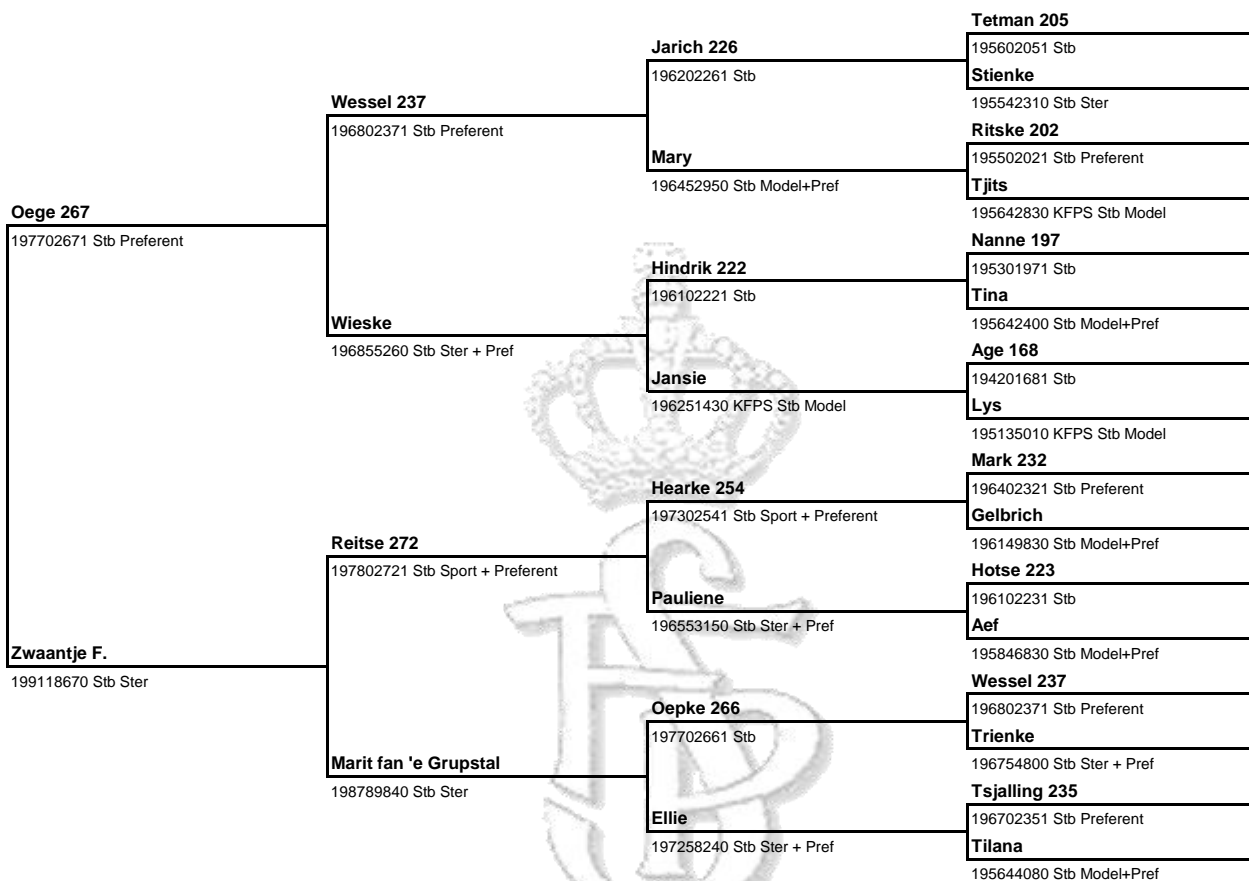 Tetman 205
Jarich 226
195602051 Stb
196202261 Stb
Stienke
Wessel 237
195542310 Stb Ster
196802371 Stb Preferent
Ritske 202
Mary
195502021 Stb Preferent
196452950 Stb Model+Pref
Tjits
Oege 267
195642830 KFPS Stb Model
197702671 Stb Preferent
Nanne 197
Hindrik 222
195301971 Stb
196102221 Stb
Tina
Wieske
195642400 Stb Model+Pref
196855260 Stb Ster + Pref
Age 168
Jansie
194201681 Stb
196251430 KFPS Stb Model
Lys
195135010 KFPS Stb Model
Mark 232
Hearke 254
196402321 Stb Preferent
197302541 Stb Sport + Preferent
Gelbrich
Reitse 272
196149830 Stb Model+Pref
197802721 Stb Sport + Preferent
Hotse 223
Pauliene
196102231 Stb
196553150 Stb Ster + Pref
Aef
Zwaantje F.
195846830 Stb Model+Pref
199118670 Stb Ster
Wessel 237
Oepke 266
196802371 Stb Preferent
197702661 Stb
Trienke
Marit fan 'e Grupstal
196754800 Stb Ster + Pref
198789840 Stb Ster
Tsjalling 235
Ellie
196702351 Stb Preferent
197258240 Stb Ster + Pref
Tilana
195644080 Stb Model+Pref